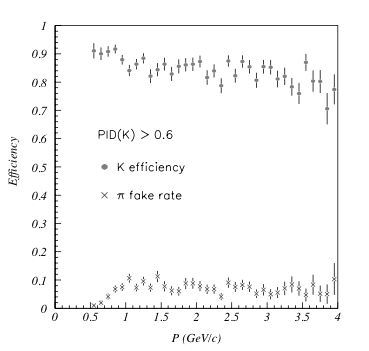 1
0.9
0.8
0.7
0.6
0.5
0.4
0.3
0.2
0.1
0
Efficiency
PID(K) > 0.6
K efficiency
π fake rate
0 0.5 1 1.5 2 2.5 3 3.5 4
P (GeV/c)